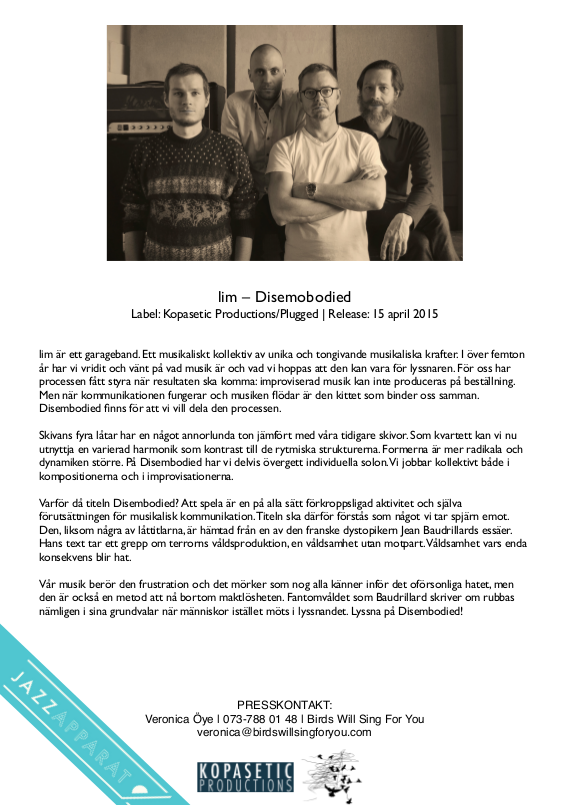 lim – Disemobodied
Label: Kopasetic Productions/Plugged | Release: 15 april 2015
lim är ett garageband. Ett musikaliskt kollektiv av unika och tongivande musikaliska krafter. I över femton
år har vi vridit och vänt på vad musik är och vad vi hoppas att den kan vara för lyssnaren. För oss har
processen fått styra när resultaten ska komma: improviserad musik kan inte produceras på beställning.
Men när kommunikationen fungerar och musiken flödar är den kittet som binder oss samman.
Disembodied finns för att vi vill dela den processen.
Skivans fyra låtar har en något annorlunda ton jämfört med våra tidigare skivor. Som kvartett kan vi nu
utnyttja en varierad harmonik som kontrast till de rytmiska strukturerna. Formerna är mer radikala och
dynamiken större. På Disembodied har vi delvis övergett individuella solon. Vi jobbar kollektivt både i
kompositionerna och i improvisationerna.
Varför då titeln Disembodied? Att spela är en på alla sätt förkroppsligad aktivitet och själva
förutsättningen för musikalisk kommunikation. Titeln ska därför förstås som något vi tar spjärn emot.
Den, liksom några av låttitlarna, är hämtad från en av den franske dystopikern Jean Baudrillards essäer.
Hans text tar ett grepp om terrorns våldsproduktion, en våldsamhet utan motpart. Våldsamhet vars enda
konsekvens blir hat.
Vår musik berör den frustration och det mörker som nog alla känner inför det oförsonliga hatet, men
den är också en metod att nå bortom maktlösheten. Fantomvåldet som Baudrillard skriver om rubbas
nämligen i sina grundvalar när människor istället möts i lyssnandet. Lyssna på Disembodied!
PRESSKONTAKT:
Veronica Öye | 073-788 01 48 | Birds Will Sing For You
veronica@birdswillsingforyou.com
JAZZAPPARAT
KOPASETIC
PRODUCTIONS